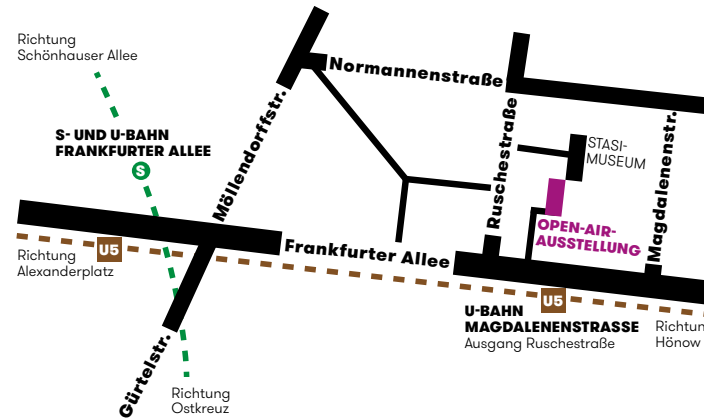 Richtung
Schönhauser Allee
S- UND U-BAHN
FRANKFURTER ALLEE
S
Möllendorffstr.
Normannenstraße
Ruschestraße
STASI-
MUSEUM
Magdalenenstr.
OPEN-AIR-
AUSSTELLUNG
Frankfurter Allee
U5
Richtung
Alexanderplatz
U5
U-BAHN
MAGDALENENSTRASSE
Ausgang Ruschestraße
Richtun
Hönow
Gürtelstr.
Richtung
Ostkreuz